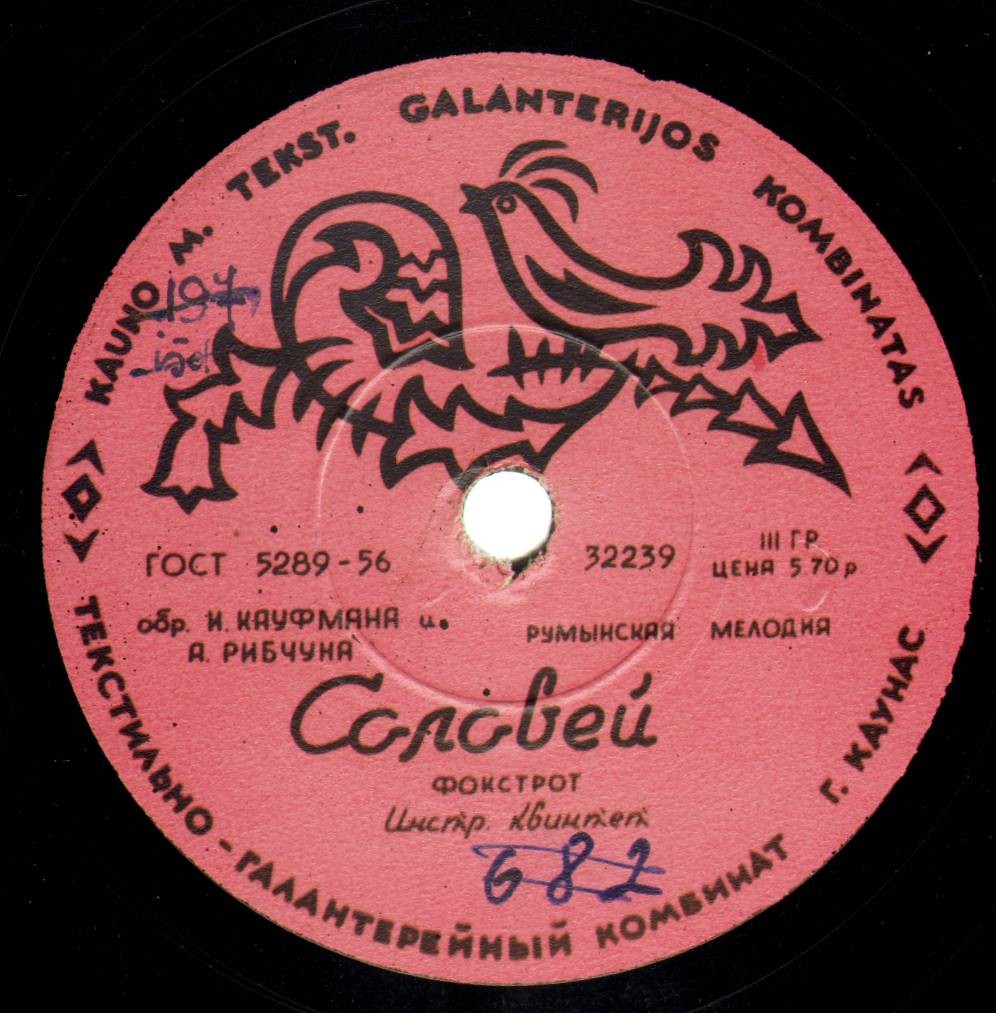 KAUNO M. TEKST. GALANTERIJOS KOMBINATAS
197
ГОСТ 5289-56
32239
III ГР
ЦЕНА 5.70 р
обр. И. КАУФМАНА и
А. РИБЧУНА
РУМЫНСКАЯ МЕЛОДИЯ
Соловей
ФОКСТРОТ
Инстр. квинтет
682
ТЕКСТИЛЬНО-ГАЛАНТЕРЕЙНЫЙ КОМБИНАТ Г. КАУНАС